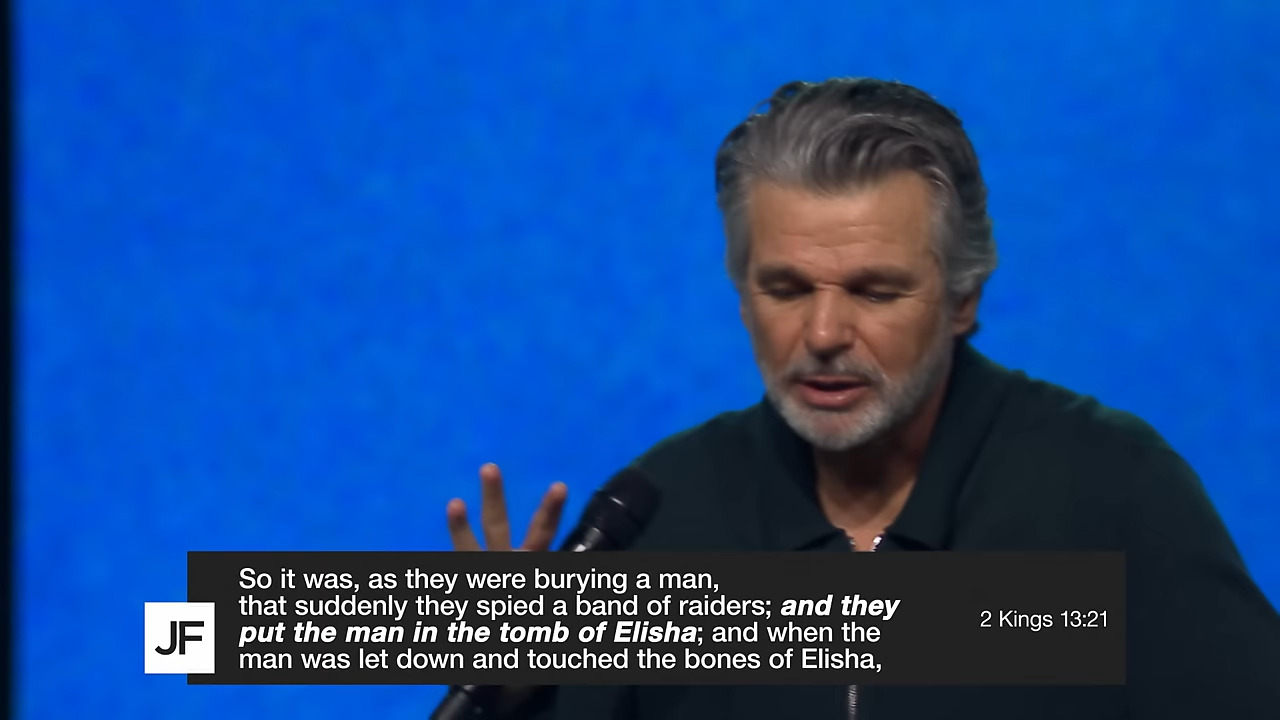 So it was, as they were burying a man,
that suddenly they spied a band of raiders; and they
put the man in the tomb of Elisha; and when the
man was let down and touched the bones of Elisha,
2 Kings 13:21
JF